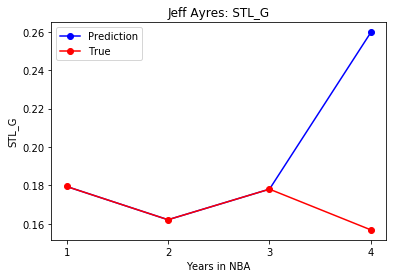 Jeff Ayres: STL_G
Prediction
True
STL_G
0.26
0.24
0.22
0.20
0.18
0.16
1 2 3 4
Years in NBA